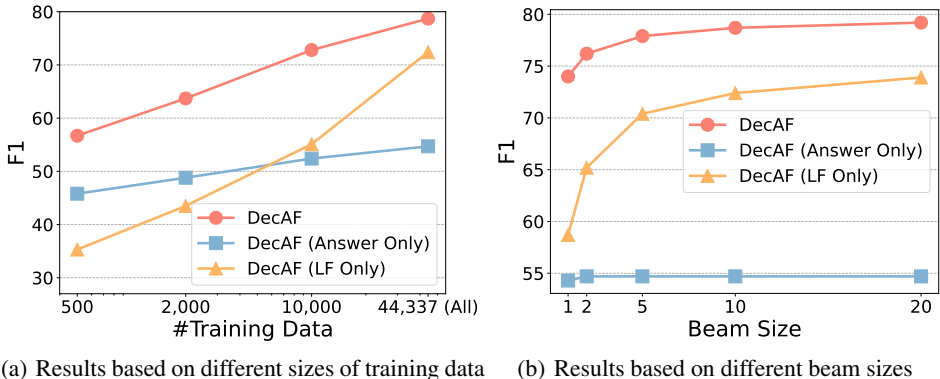 80
70
60
50
40
30
F1
DecAF
DecAF (Answer Only)
DecAF (LF Only)
500 2,000 10,000 44,337 (All)
#Training Data
(a) Results based on different sizes of training data
80
75
70
65
60
55
F1
DecAF
DecAF (Answer Only)
DecAF (LF Only)
1 2 5 10 20
Beam Size
(b) Results based on different beam sizes